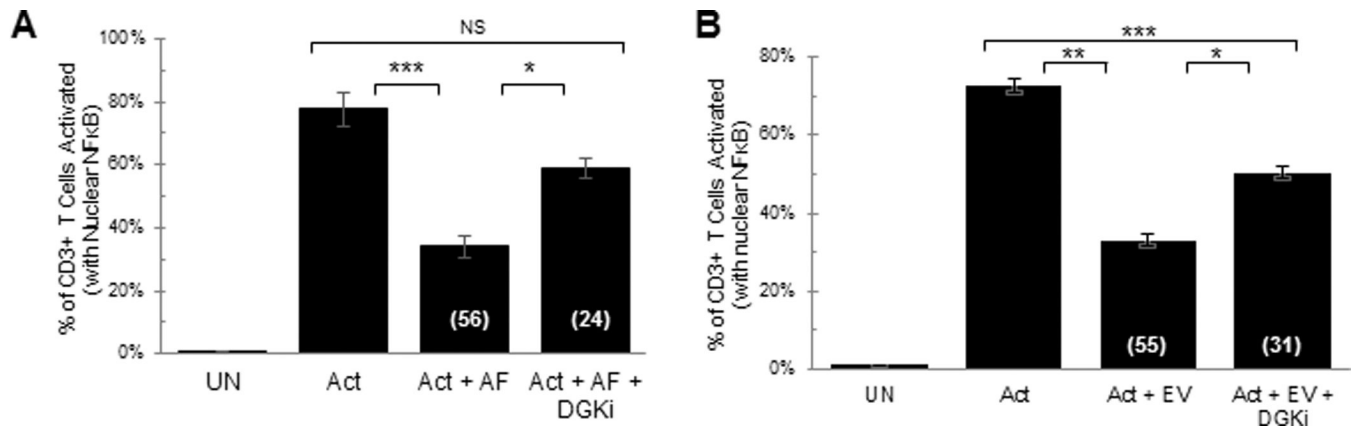 A
% of CD3+ T Cells Activated
(with Nuclear NFκB)
100%
80%
60%
40%
20%
0%
NS
***
*
(56)
(24)
UN
Act
Act + AF
Act + AF +
DGKi
B
% of CD3+ T Cells Activated
(with nuclear NFκB)
80%
60%
40%
20%
0%
***
**
*
(55)
(31)
UN
Act
Act + EV
Act + EV +
DGKi